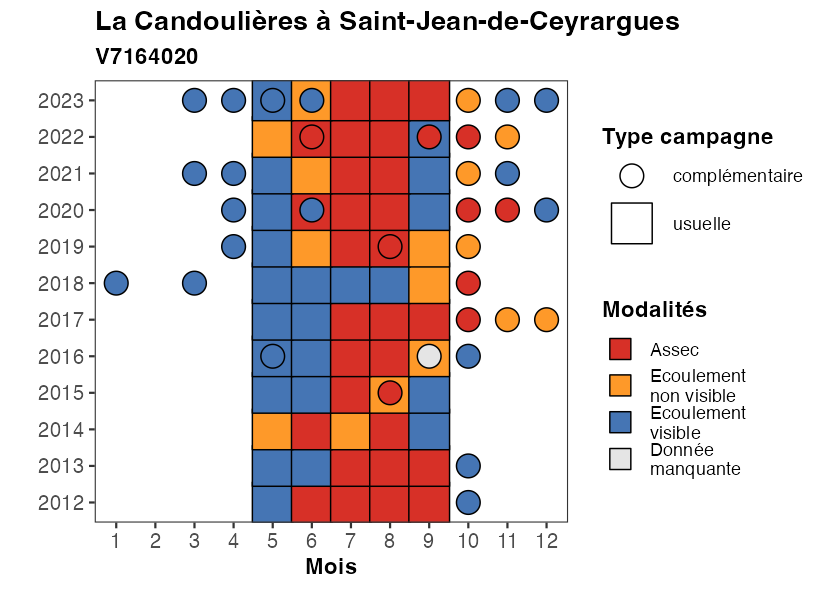 La Candoulières à Saint-Jean-de-Ceyrargues
V7164020
2023
2022
2021
2020
2019
2018
2017
2016
2015
2014
2013
2012
1 2 3 4 5 6 7 8 9 10 11 12
Mois
Type campagne
complémentaire
usuelle
Modalités
Assec
Ecoulement
non visible
Ecoulement
visible
Donnée
manquante